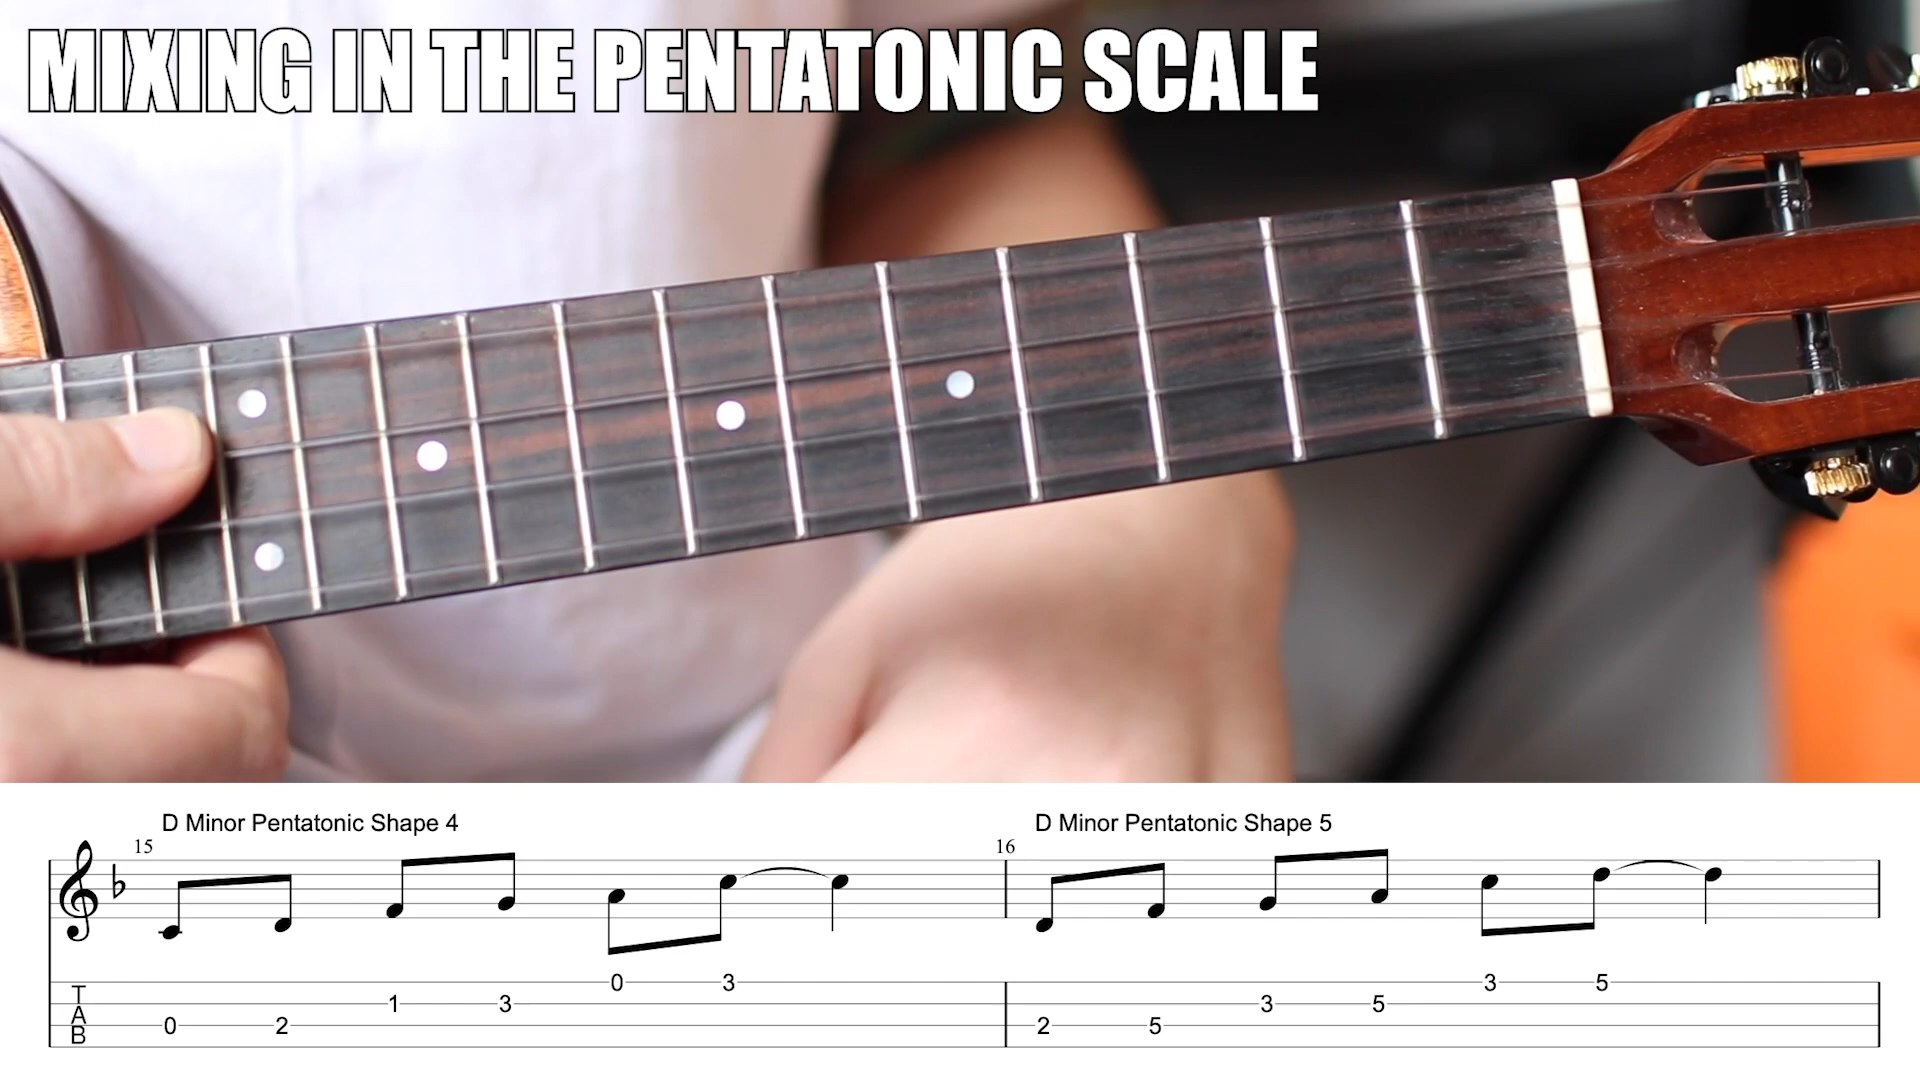 MIXING IN THE PENTATONIC SCALE
D Minor Pentatonic Shape 4
D Minor Pentatonic Shape 5
15
16
0 3 3 5
T 1 3 3 5
A 0 2 2 5
B